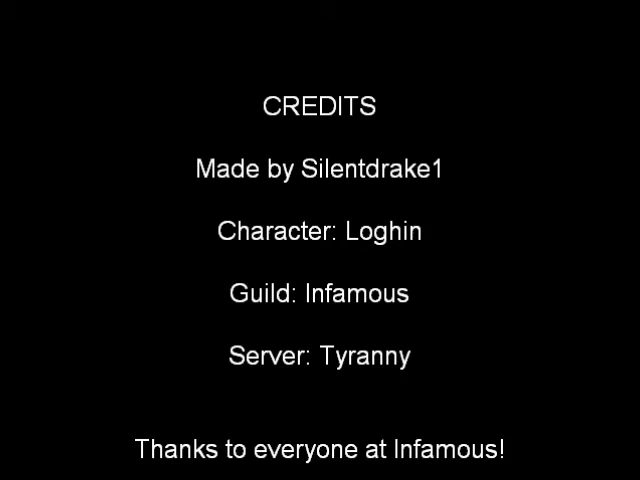 CREDITS
Made by Silentdrake1
Character: Loghin
Guild: Infamous
Server: Tyranny
Thanks to everyone at Infamous!